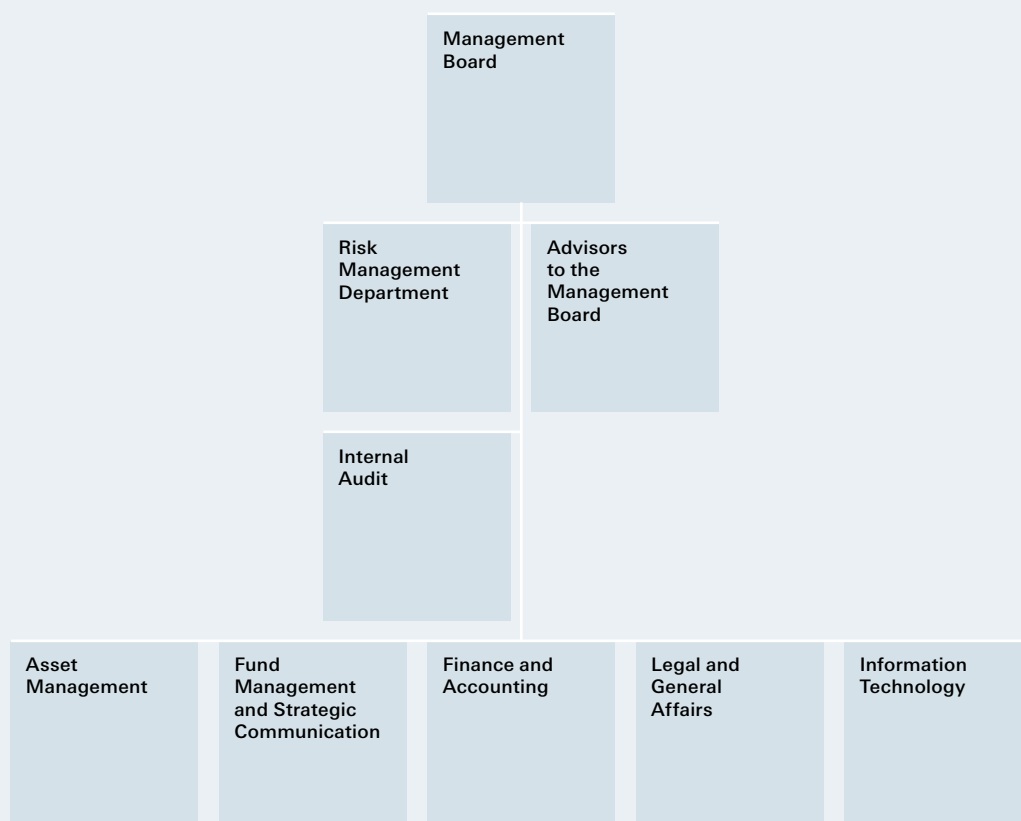 Management
Board
Risk
Management
Department
Advisors
to the
Management
Board
Internal
Audit
Asset
Management
Fund
Management
and Strategic
Communication
Finance and
Accounting
Legal and
General
Affairs
Information
Technology